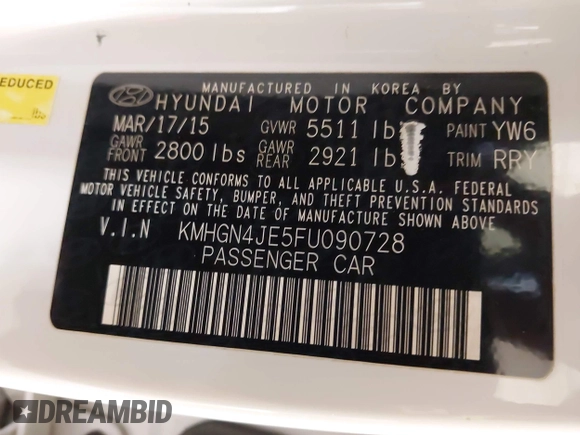 EDUCED
MANUFACTURED IN KOREA BY
HYUNDAI MOTOR COMPANY
MAR/17/15 GVWR 5511 lb PAINT YW6
GAWR FRONT 2800 lbs GAWR REAR 2921 lb TRIM RRY
THIS VEHICLE CONFORMS TO ALL APPLICABLE U.S.A. FEDERAL
MOTOR VEHICLE SAFETY, BUMPER, AND THEFT PREVENTION STANDARDS
IN EFFECT ON THE DATE OF MANUFACTURE SHOWN ABOVE.
V.I.N KMHGN4JE5FU090728
PASSENGER CAR
DREAMBID